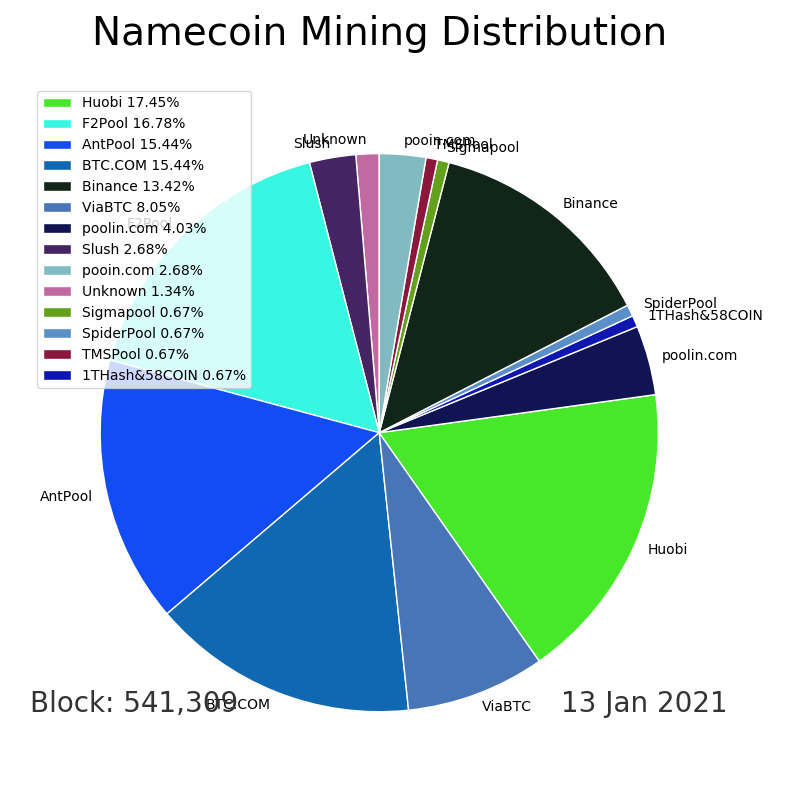 Namecoin Mining Distribution
Huobi 17.45%
F2Pool 16.78%
AntPool 15.44%
BTC.COM 15.44%
Binance 13.42%
ViaBTC 8.05%
poolin.com 4.03%
Slush 2.68%
pooin.com 2.68%
Unknown 1.34%
Sigmapool 0.67%
SpiderPool 0.67%
TMSPool 0.67%
1THash&58COIN 0.67%
Unknown
Slush
pooin.com
TMSPool
Sigmapool
Binance
F2Pool
SpiderPool
1THash&58COIN
poolin.com
AntPool
Huobi
BTC.COM
ViaBTC
Block: 541,309
13 Jan 2021